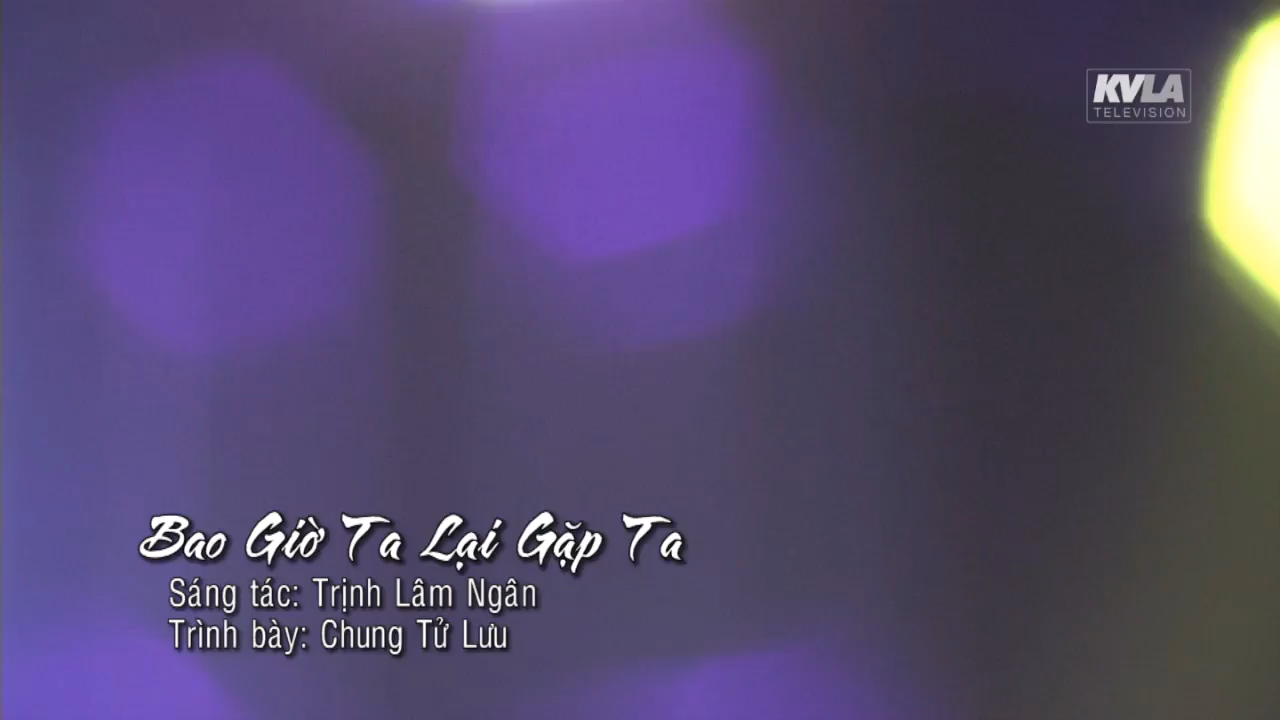 KVLA
TELEVISION
Bao Giờ Ta Lại Gặp Ta
Sáng tác: Trịnh Lâm Ngân
Trình bày: Chung Tử Lưu